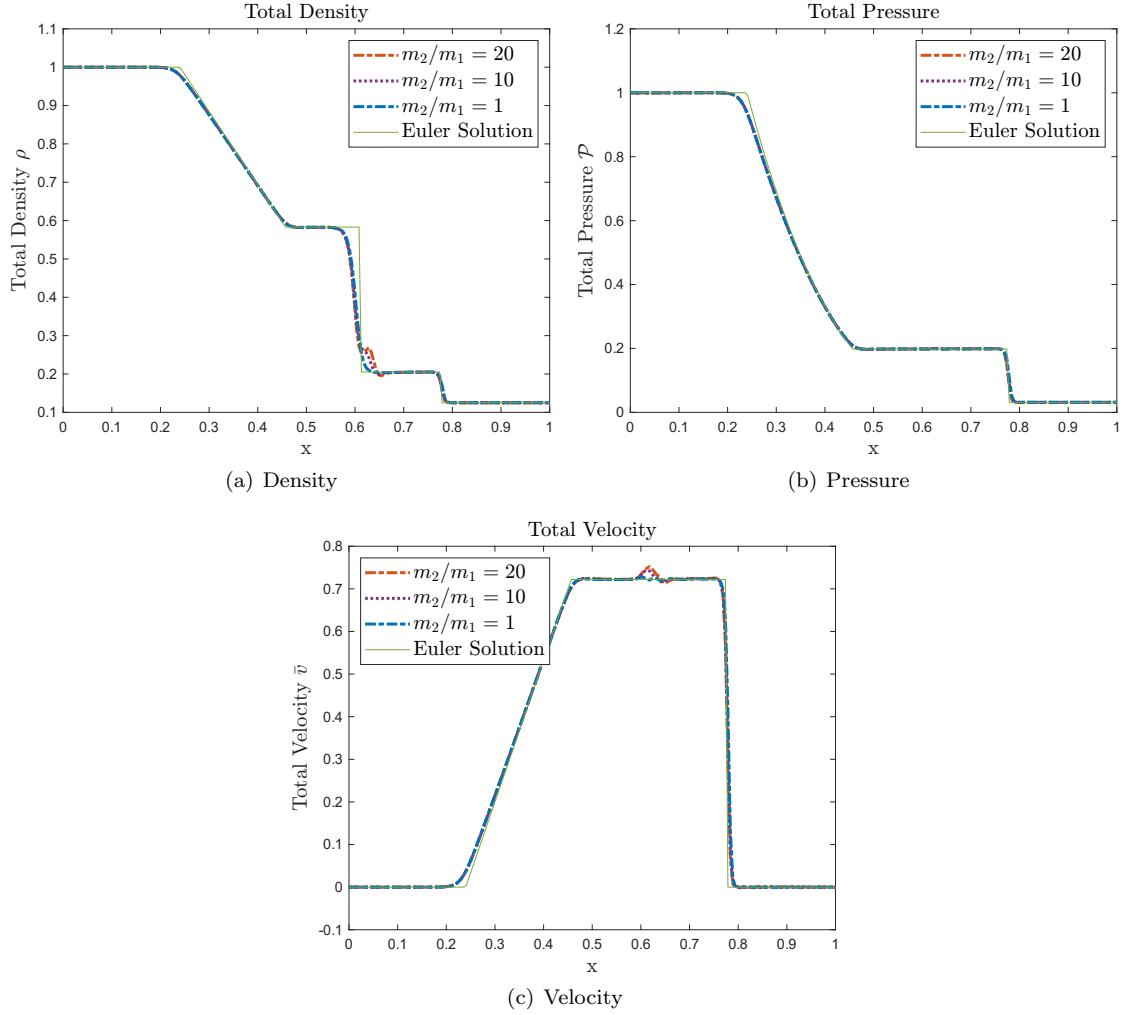 Total Density
1.1
1
0.9
0.8
0.7
0.6
0.5
0.4
0.3
0.2
0.1
Total Density ρ
m₂/m₁ = 20
m₂/m₁ = 10
m₂/m₁ = 1
Euler Solution
0 0.1 0.2 0.3 0.4 0.5 0.6 0.7 0.8 0.9 1
x
(a) Density
Total Pressure
1.2
1
0.8
0.6
0.4
0.2
0
Total Pressure 𝒫
m₂/m₁ = 20
m₂/m₁ = 10
m₂/m₁ = 1
Euler Solution
0 0.1 0.2 0.3 0.4 0.5 0.6 0.7 0.8 0.9 1
x
(b) Pressure
Total Velocity
0.8
0.7
0.6
0.5
0.4
0.3
0.2
0.1
0
-0.1
Total Velocity v̄
m₂/m₁ = 20
m₂/m₁ = 10
m₂/m₁ = 1
Euler Solution
0 0.1 0.2 0.3 0.4 0.5 0.6 0.7 0.8 0.9 1
x
(c) Velocity